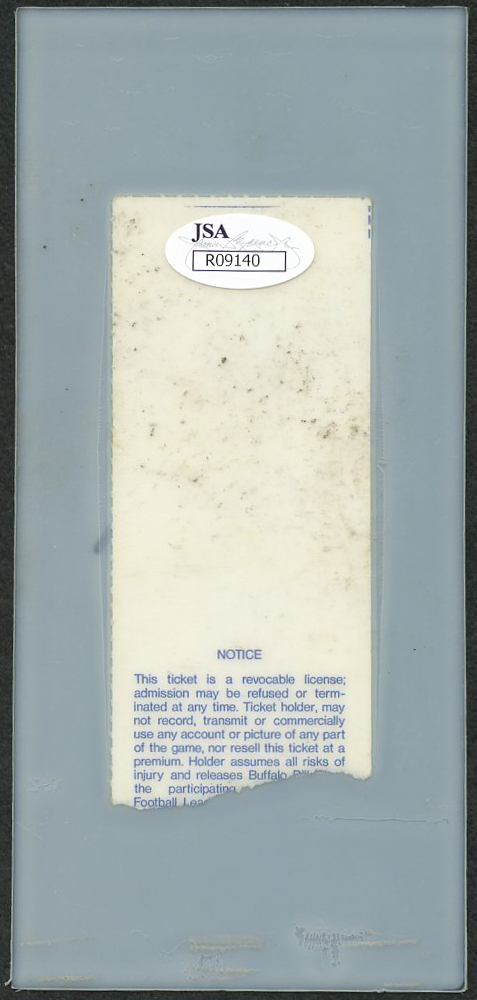 JSA
R09140
NOTICE
This ticket is a revocable license;
admission may be refused or term-
inated at any time. Ticket holder, may
not record, transmit or commercially
use any account or picture of any part
of the game, nor resell this ticket at a
premium. Holder assumes all risks of
injury and releases Buffalo
the participating
Football